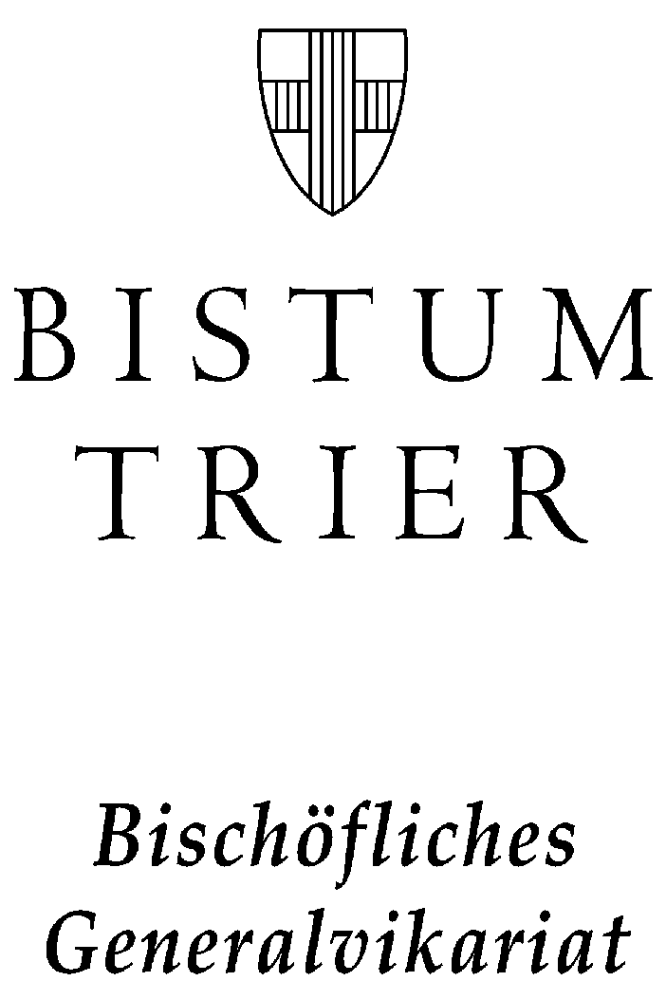 BISTUM
TRIER
Bischöfliches
Generalvikariat